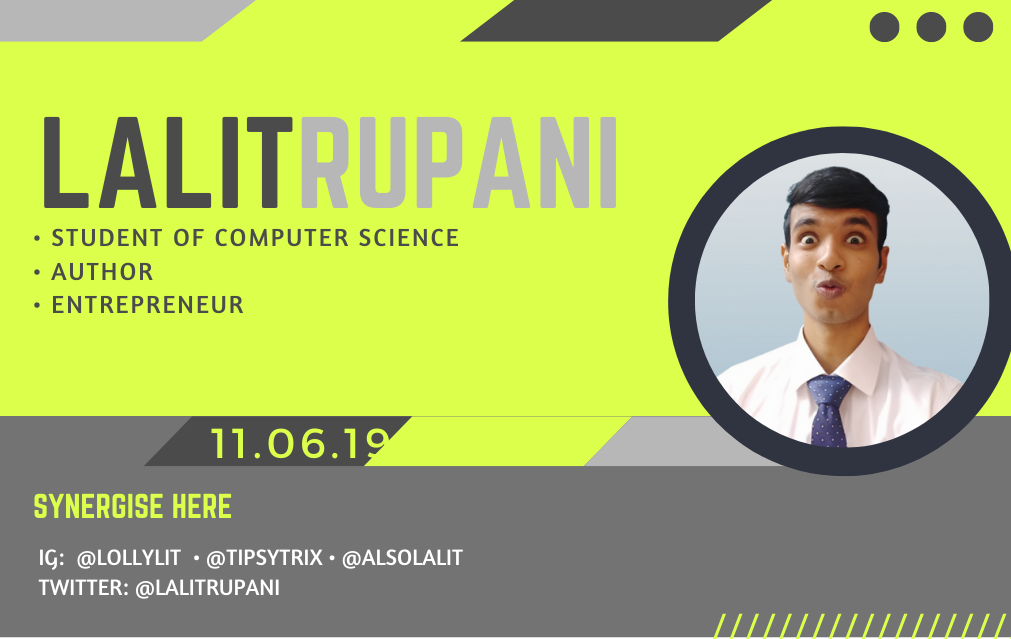 LALITRUPANI
• STUDENT OF COMPUTER SCIENCE
• AUTHOR
• ENTREPRENEUR
11.06.19
SYNERGISE HERE
IG: @LOLLYLIT • @TIPSYTRIX • @ALSOLALIT
TWITTER: @LALITRUPANI